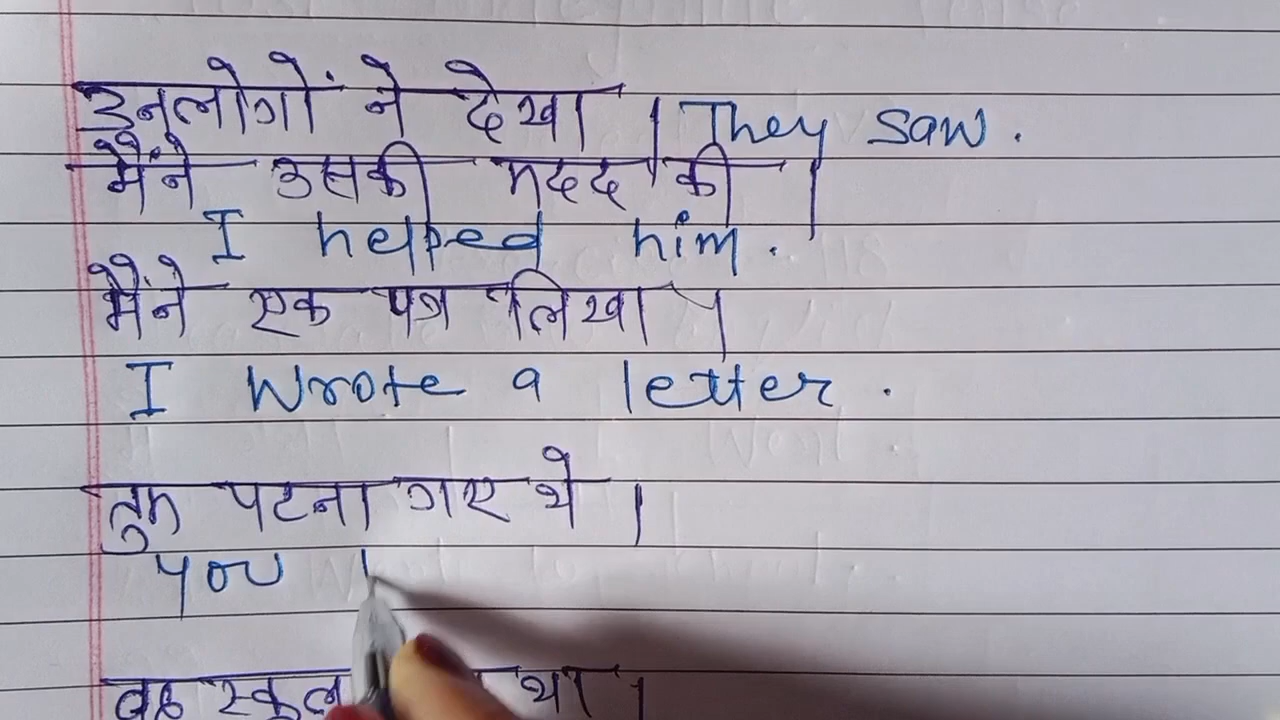 उनलोगों ने देखा । They saw.
मैंने उसकी मदद की ।
I helped him.
मैंने एक पत्र लिखा ।
I Wrote a letter.
तुम पटना गए थे ।
you
वह स्कूल था ।